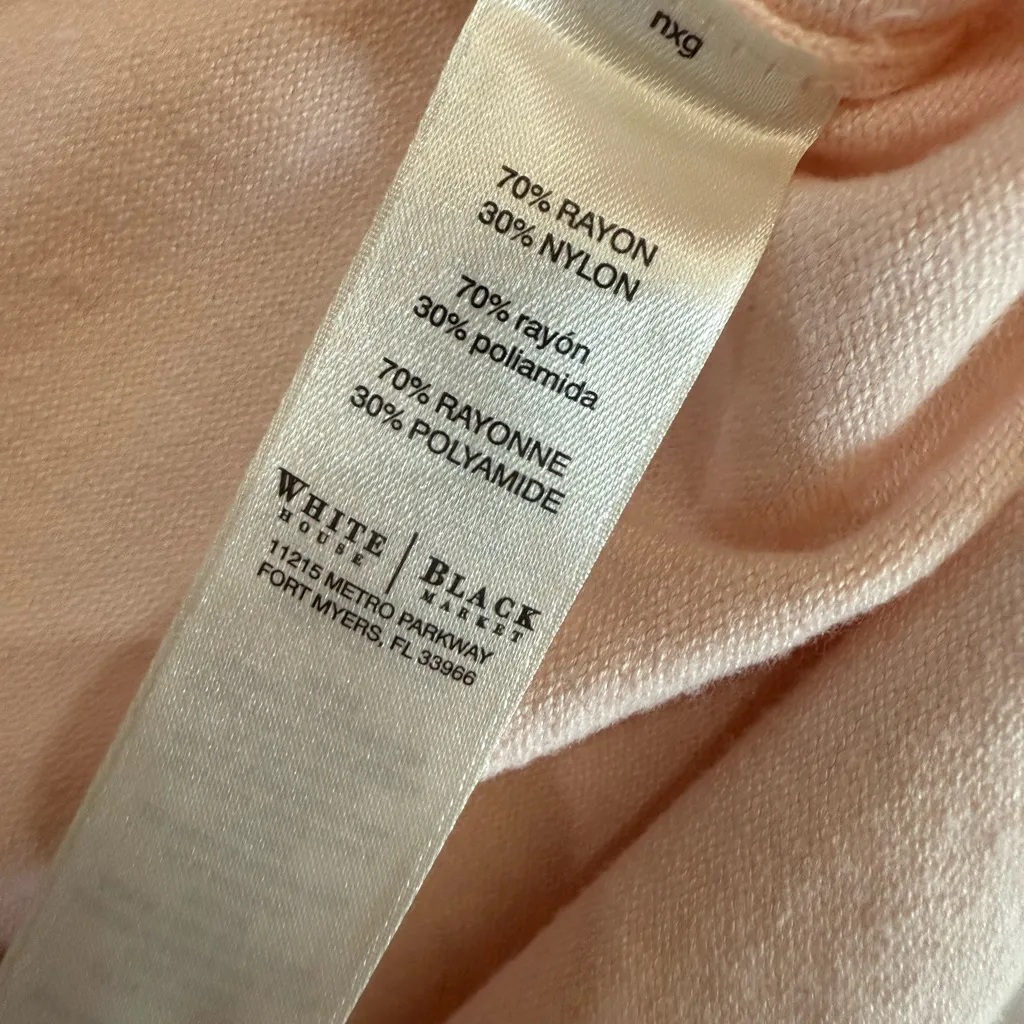 nxg
70% RAYON
30% NYLON
70% rayón
30% poliamida
70% RAYONNE
30% POLYAMIDE
WHITE HOUSE | BLACK MARKET
11215 METRO PARKWAY
FORT MYERS, FL 33966